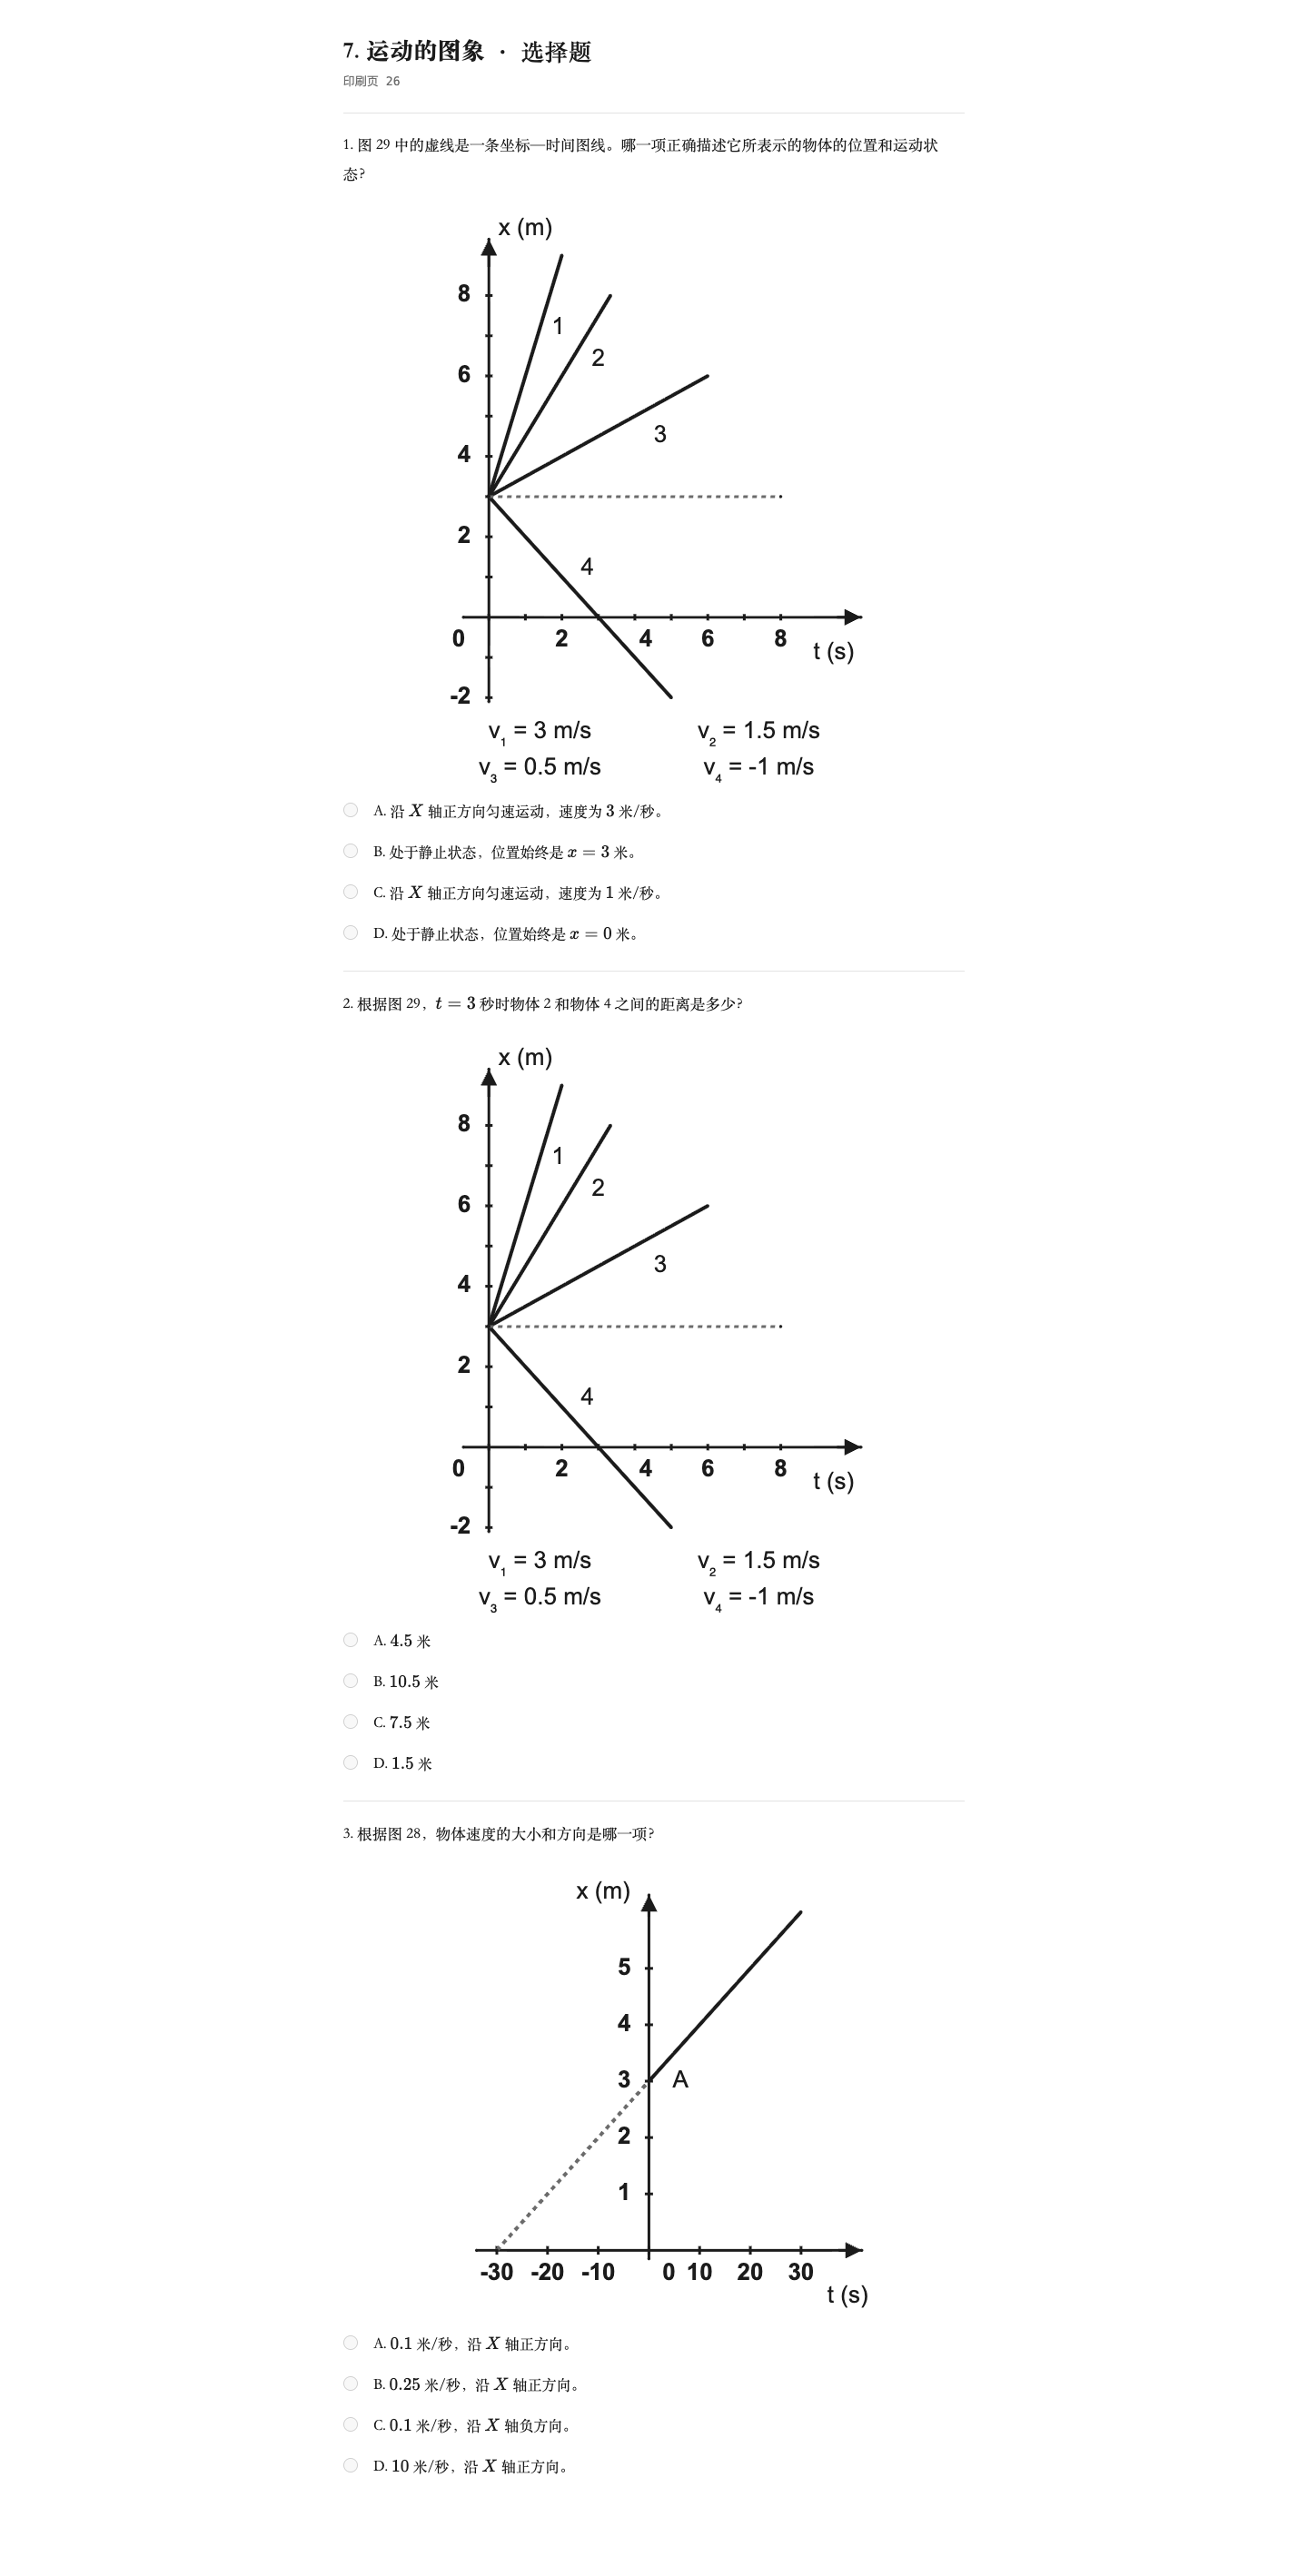 7. 运动的图象 · 选择题
印刷页 26
1. 图 29 中的虚线是一条坐标—时间图线。哪一项正确描述它所表示的物体的位置和运动状
态?
x (m)
8
1
2
6
3
4
2
4
0 2 4 6 8
t (s)
-2
v₁ = 3 m/s v₂ = 1.5 m/s
v₃ = 0.5 m/s v₄ = -1 m/s
A. 沿 X 轴正方向匀速运动，速度为 3 米/秒。
B. 处于静止状态，位置始终是 x = 3 米。
C. 沿 X 轴正方向匀速运动，速度为 1 米/秒。
D. 处于静止状态，位置始终是 x = 0 米。
2. 根据图 29，t = 3 秒时物体 2 和物体 4 之间的距离是多少?
x (m)
8
1
2
6
3
4
2
4
0 2 4 6 8
t (s)
-2
v₁ = 3 m/s v₂ = 1.5 m/s
v₃ = 0.5 m/s v₄ = -1 m/s
A. 4.5 米
B. 10.5 米
C. 7.5 米
D. 1.5 米
3. 根据图 28，物体速度的大小和方向是哪一项?
x (m)
5
4
3 A
2
1
-30 -20 -10 0 10 20 30
t (s)
A. 0.1 米/秒，沿 X 轴正方向。
B. 0.25 米/秒，沿 X 轴正方向。
C. 0.1 米/秒，沿 X 轴负方向。
D. 10 米/秒，沿 X 轴正方向。